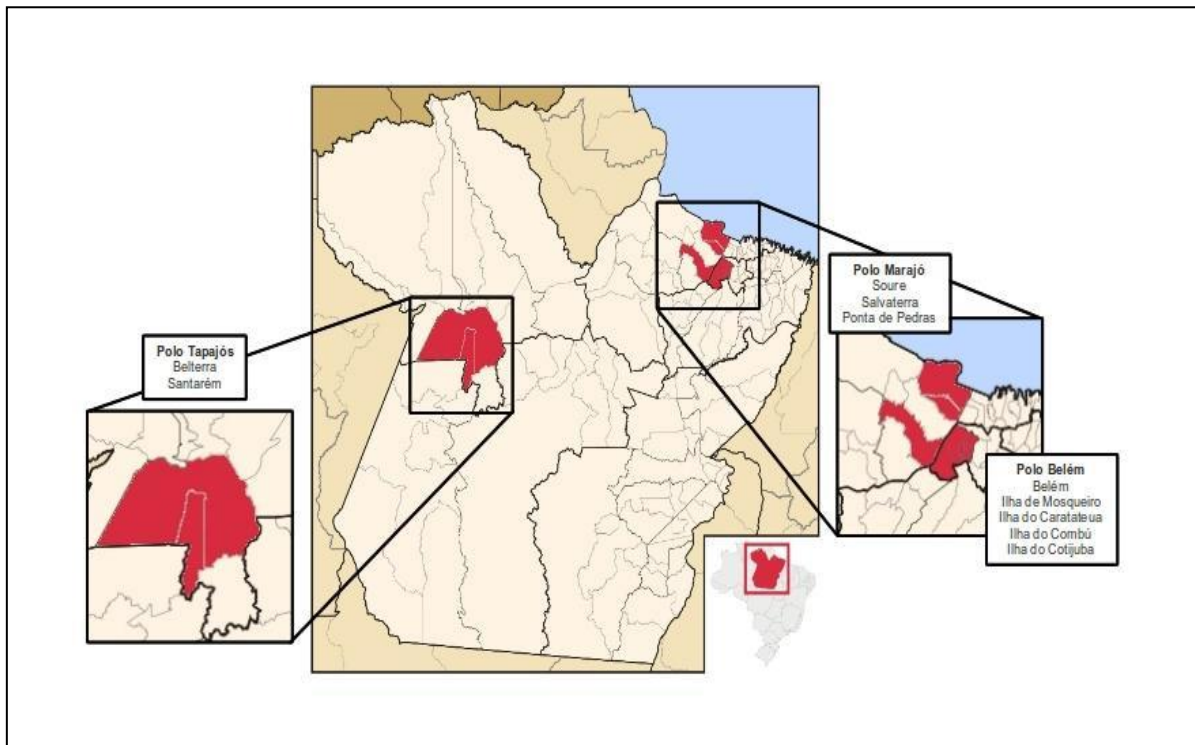 Polo Tapajós
Belterra
Santarém
Polo Marajó
Soure
Salvaterra
Ponta de Pedras
Polo Belém
Belém
Ilha de Mosqueiro
Ilha do Caratateua
Ilha do Combú
Ilha do Cotijuba